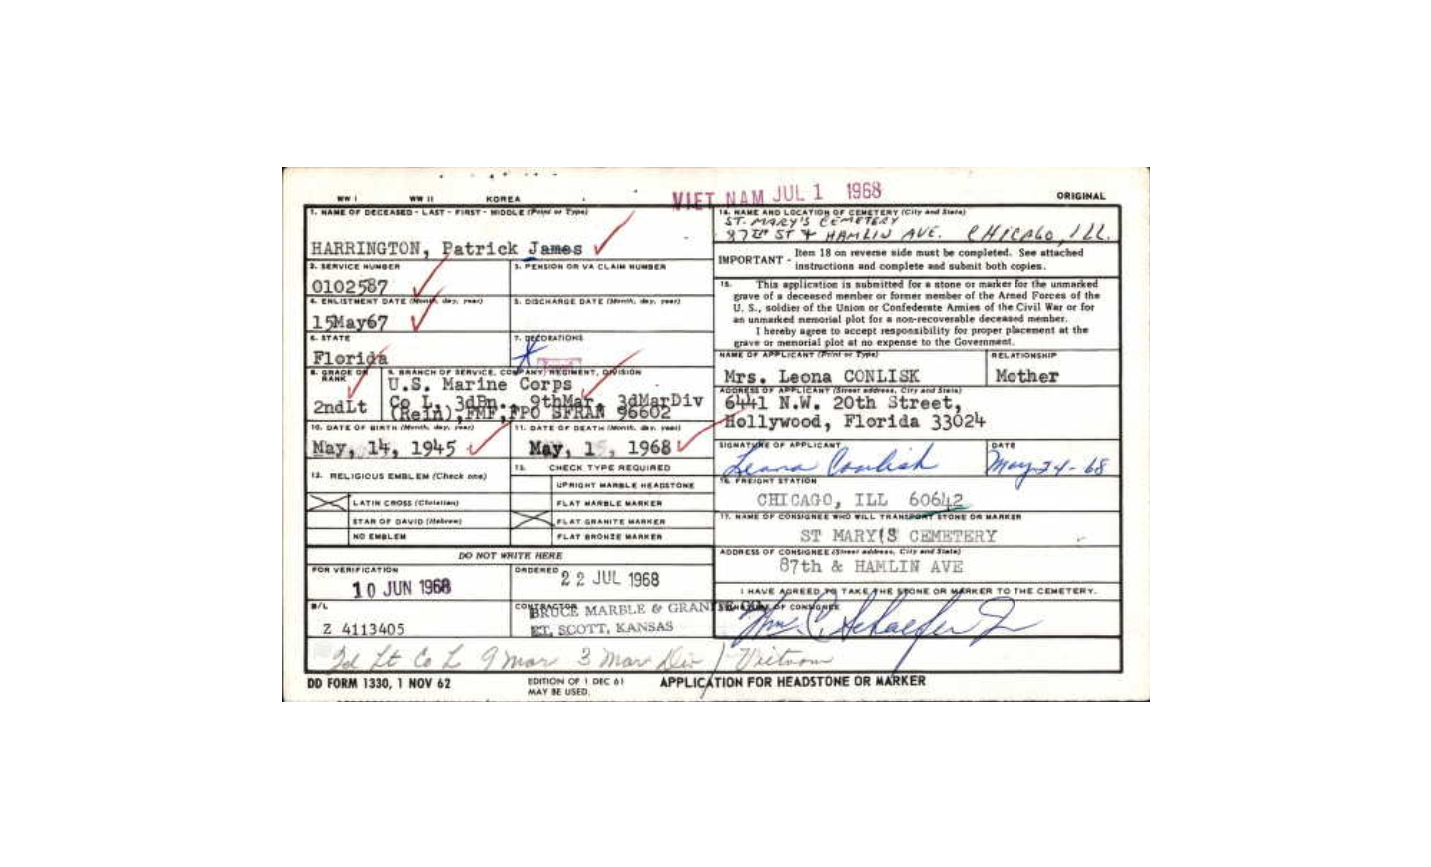 WW I WW II KOREA VIET NAM JUL 1 1968 ORIGINAL
1. NAME OF DECEASED - LAST - FIRST - MIDDLE (Print or Type)
HARRINGTON, Patrick James
2. SERVICE NUMBER 3. PENSION OR VA CLAIM NUMBER
0102587
4. ENLISTMENT DATE (Month, day, year) 5. DISCHARGE DATE (Month, day, year)
15May67
6. STATE 7. DECORATIONS
Florida
8. GRADE OR RANK 9. BRANCH OF SERVICE, COMPANY, REGIMENT, DIVISION
U.S. Marine Corps
2ndLt Co L, 3dBn., 9thMar, 3dMarDiv
(Rein),FMF,FPO SFRAN 96602
10. DATE OF BIRTH (Month, day, year) 11. DATE OF DEATH (Month, day, year)
May, 14, 1945 May, 1, 1968
12. RELIGIOUS EMBLEM (Check one) 13. CHECK TYPE REQUIRED
UPRIGHT MARBLE HEADSTONE
LATIN CROSS (Christian) FLAT MARBLE MARKER
STAR OF DAVID (Hebrew) FLAT GRANITE MARKER
NO EMBLEM FLAT BRONZE MARKER
DO NOT WRITE HERE
FOR VERIFICATION ORDERED
10 JUN 1968 22 JUL 1968
B/L CONTRACTOR
BRUCE MARBLE & GRANITE CO.
Z 4113405 FT. SCOTT, KANSAS
14. NAME AND LOCATION OF CEMETERY (City and State)
ST. MARY'S CEMETERY
87TH ST & HAMLIN AVE. CHICAGO, ILL.
IMPORTANT - Item 18 on reverse side must be completed. See attached
instructions and complete and submit both copies.
15. This application is submitted for a stone or marker for the unmarked
grave of a deceased member or former member of the Armed Forces of the
U. S., soldier of the Union or Confederate Armies of the Civil War or for
an unmarked memorial plot for a non-recoverable deceased member.
I hereby agree to accept responsibility for proper placement at the
grave or memorial plot at no expense to the Government.
NAME OF APPLICANT (Print or Type) RELATIONSHIP
Mrs. Leona CONLISK Mother
ADDRESS OF APPLICANT (Street address, City and State)
6441 N.W. 20th Street,
Hollywood, Florida 33024
SIGNATURE OF APPLICANT DATE
Leona Conlisk May-24-68
16. FREIGHT STATION
CHICAGO, ILL 60642
17. NAME OF CONSIGNEE WHO WILL TRANSPORT STONE OR MARKER
ST MARY'S CEMETERY
ADDRESS OF CONSIGNEE (Street address, City and State)
87th & HAMLIN AVE
I HAVE AGREED TO TAKE THE STONE OR MARKER TO THE CEMETERY.
SIGNATURE OF CONSIGNEE
Wm. C. Schaefer Jr
2d Lt Co L 9 Mar 3 Mar Div / Vietnam
DD FORM 1330, 1 NOV 62 EDITION OF 1 DEC 61 APPLICATION FOR HEADSTONE OR MARKER
MAY BE USED.